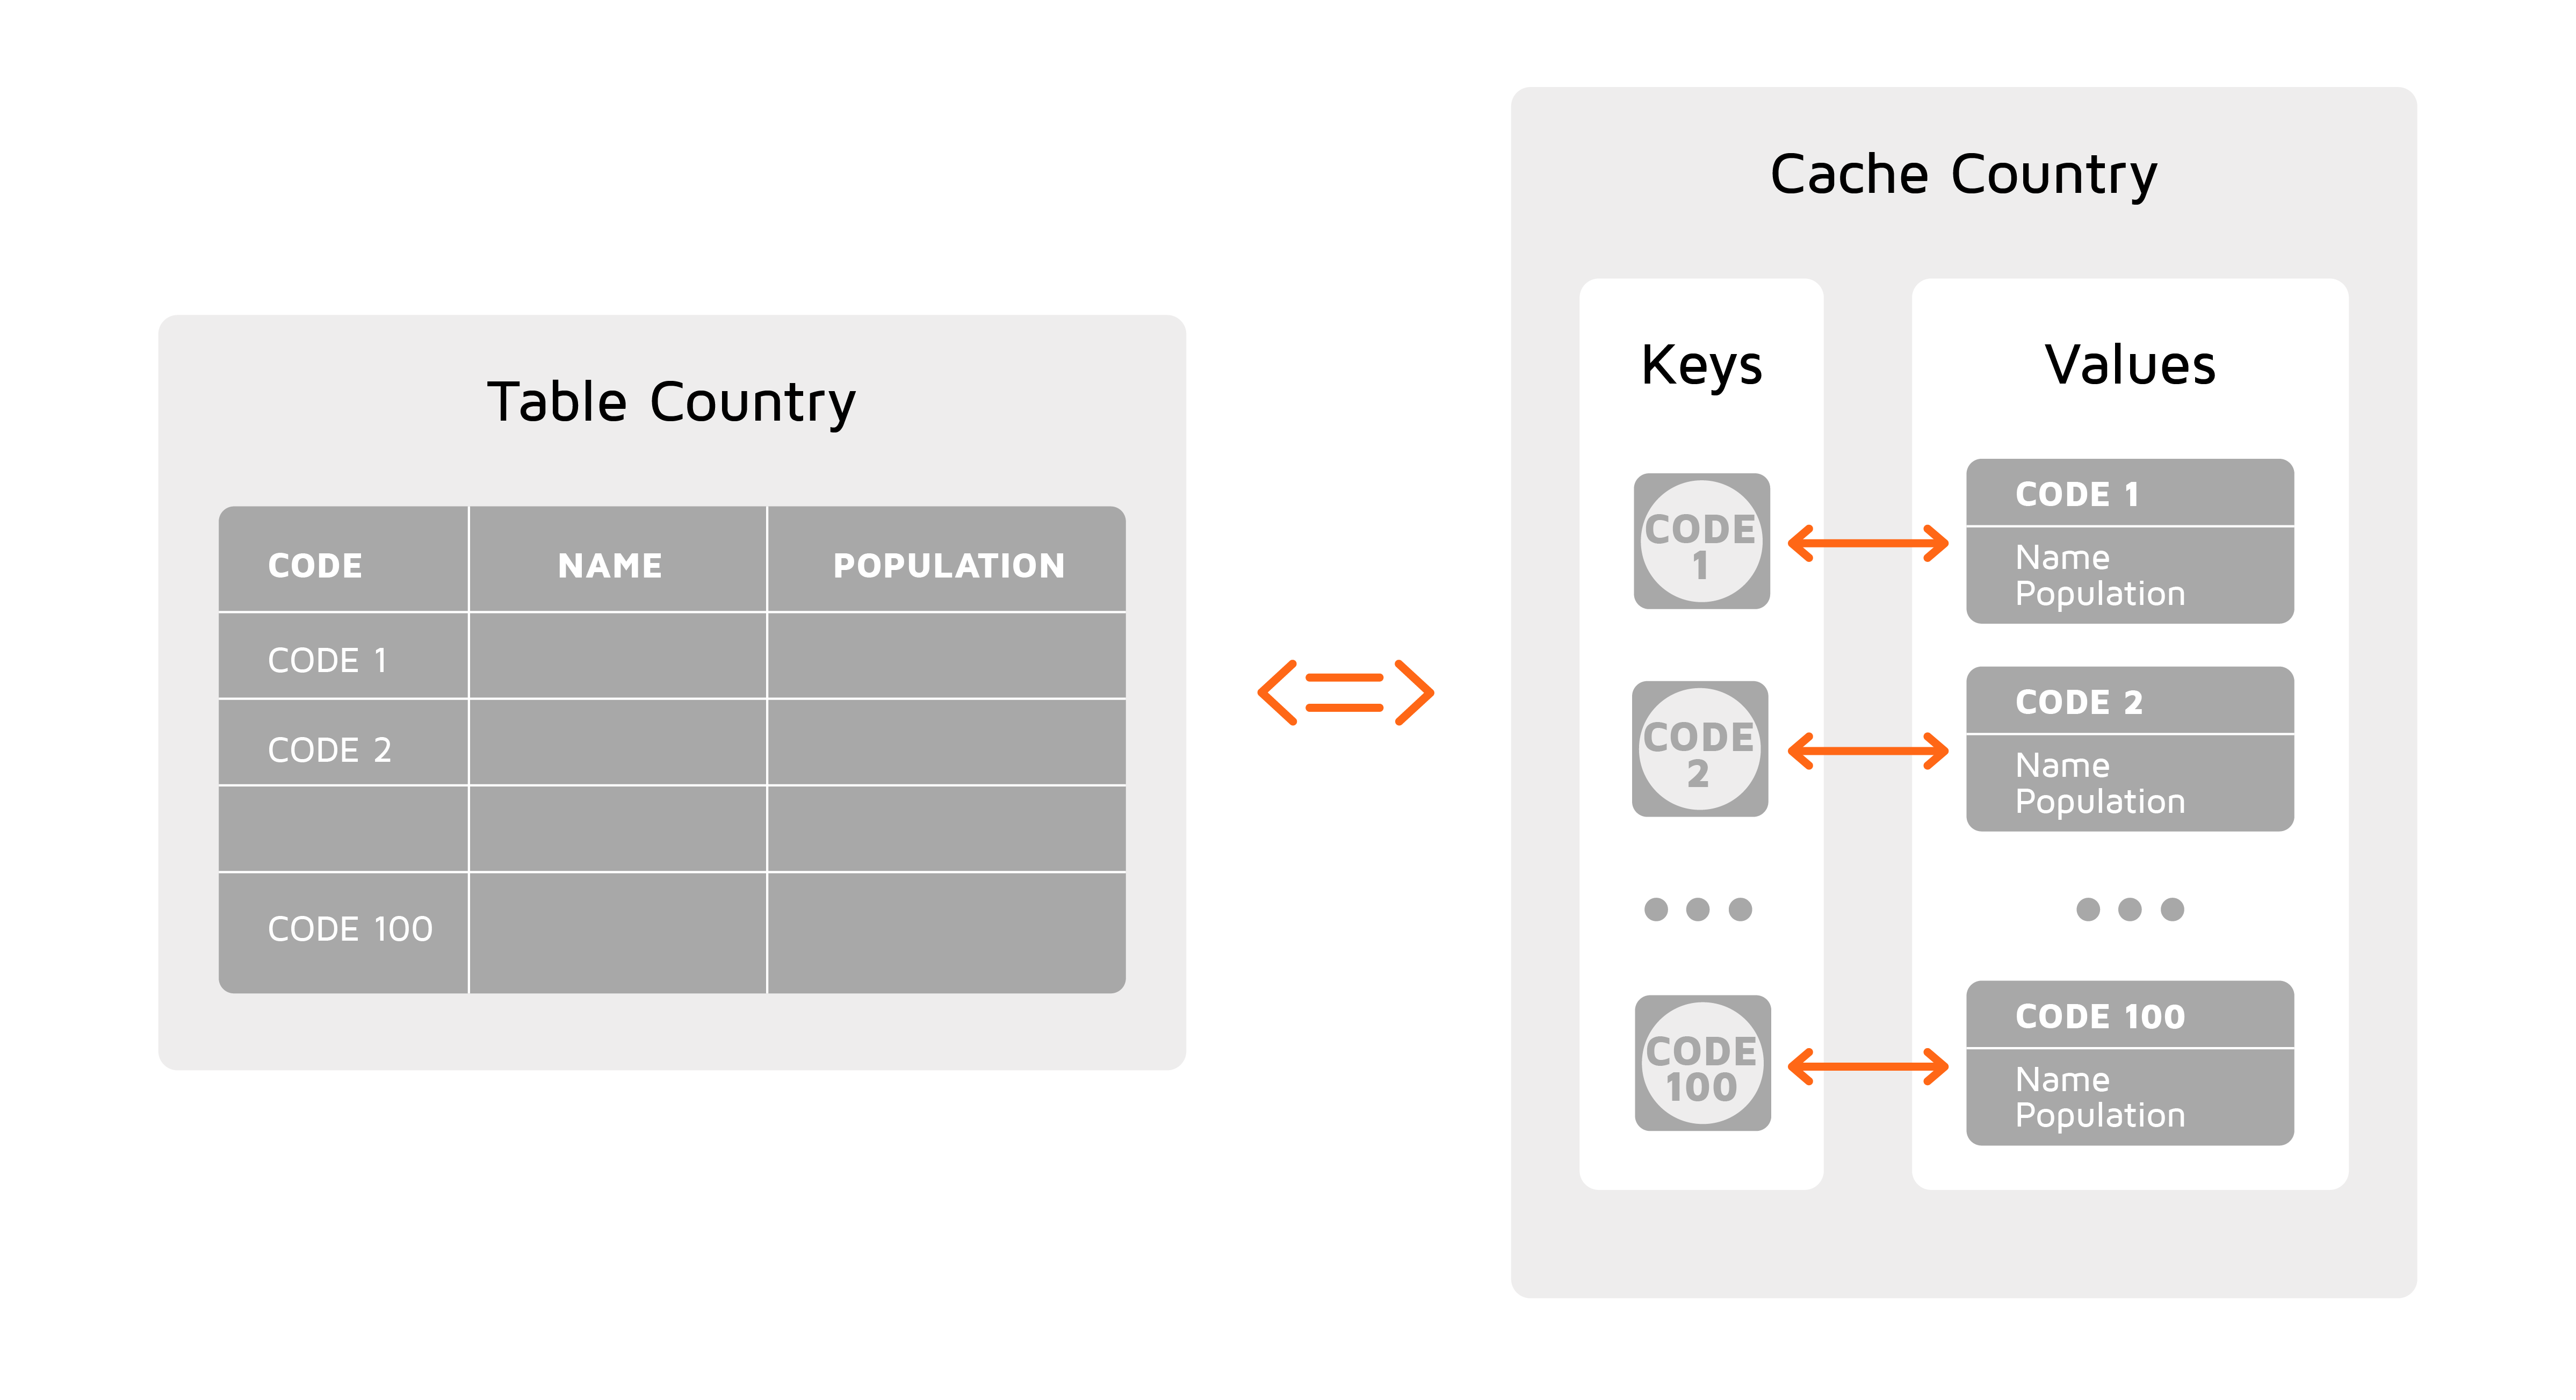 Table Country
CODE NAME POPULATION
CODE 1
CODE 2
CODE 100
Cache Country
Keys
CODE
1
CODE
2
CODE
100
Values
CODE 1
Name
Population
CODE 2
Name
Population
CODE 100
Name
Population